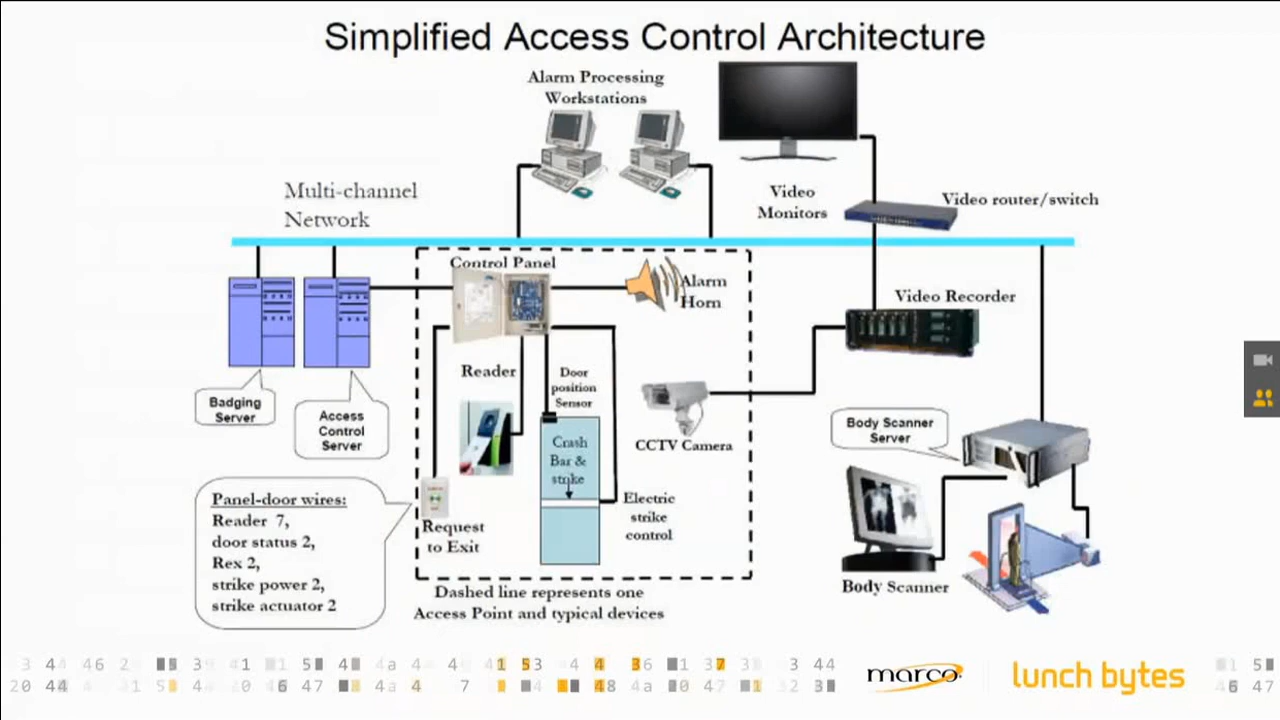 Simplified Access Control Architecture
Alarm Processing
Workstations
Multi-channel
Network
Video
Monitors
Video router/switch
Control Panel
Alarm
Horn
Video Recorder
Reader
Door
position
Sensor
Badging
Server
Access
Control
Server
CCTV Camera
Body Scanner
Server
Crash
Bar &
strike
Panel-door wires:
Reader 7,
door status 2,
Rex 2,
strike power 2,
strike actuator 2
Request
to Exit
Electric
strike
control
Body Scanner
Dashed line represents one
Access Point and typical devices
marco
lunch bytes